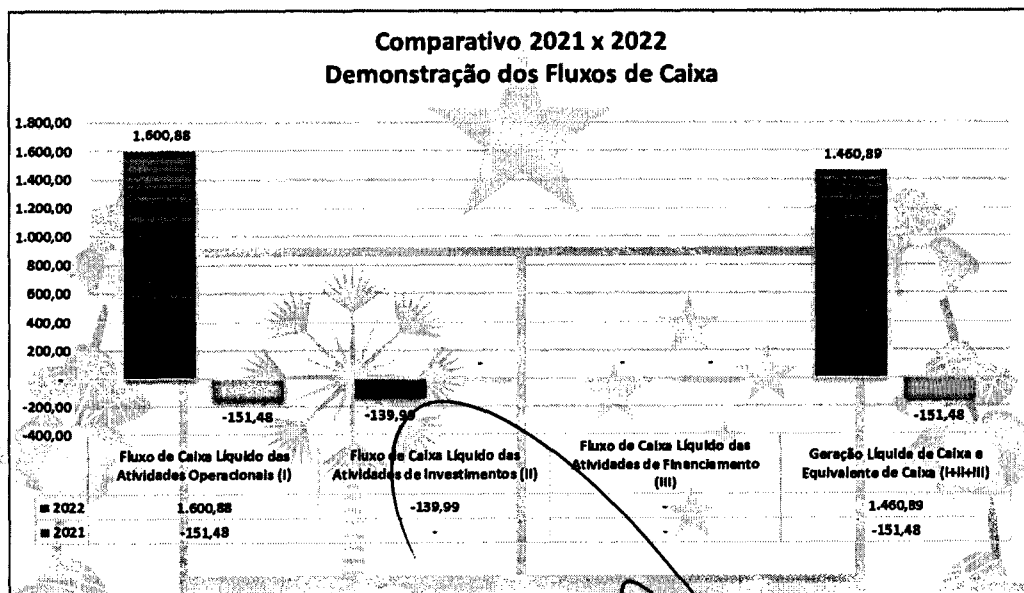 Comparativo 2021 x 2022
Demonstração dos Fluxos de Caixa
1.800,00
1.600,00
1.400,00
1.200,00
1.000,00
800,00
600,00
400,00
200,00
-
-200,00
-400,00
1.600,88
-151,48
-139,99
-
-
-
1.460,89
-151,48
Fluxo de Caixa Líquido das
Atividades Operacionais (I)
Fluxo de Caixa Líquido das
Atividades de Investimentos (II)
Fluxo de Caixa Líquido das
Atividades de Financiamento
(III)
Geração Líquida de Caixa e
Equivalente de Caixa (I+II+III)
2022 1.600,88 -139,99 - 1.460,89
2021 -151,48 - - -151,48